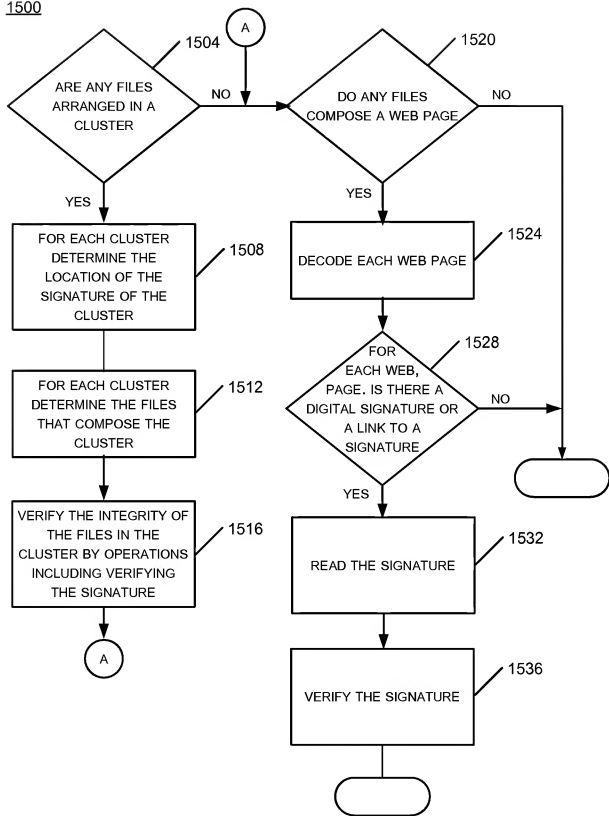 1500
1504
ARE ANY FILES
ARRANGED IN A
CLUSTER
NO
YES
A
1520
DO ANY FILES
COMPOSE A WEB PAGE
NO
YES
FOR EACH CLUSTER
DETERMINE THE
LOCATION OF THE
SIGNATURE OF THE
CLUSTER
1508
FOR EACH CLUSTER
DETERMINE THE FILES
THAT COMPOSE THE
CLUSTER
1512
VERIFY THE INTEGRITY OF
THE FILES IN THE
CLUSTER BY OPERATIONS
INCLUDING VERIFYING
THE SIGNATURE
1516
A
DECODE EACH WEB PAGE
1524
FOR
EACH WEB,
PAGE. IS THERE A
DIGITAL SIGNATURE OR
A LINK TO A
SIGNATURE
1528
NO
YES
READ THE SIGNATURE
1532
VERIFY THE SIGNATURE
1536